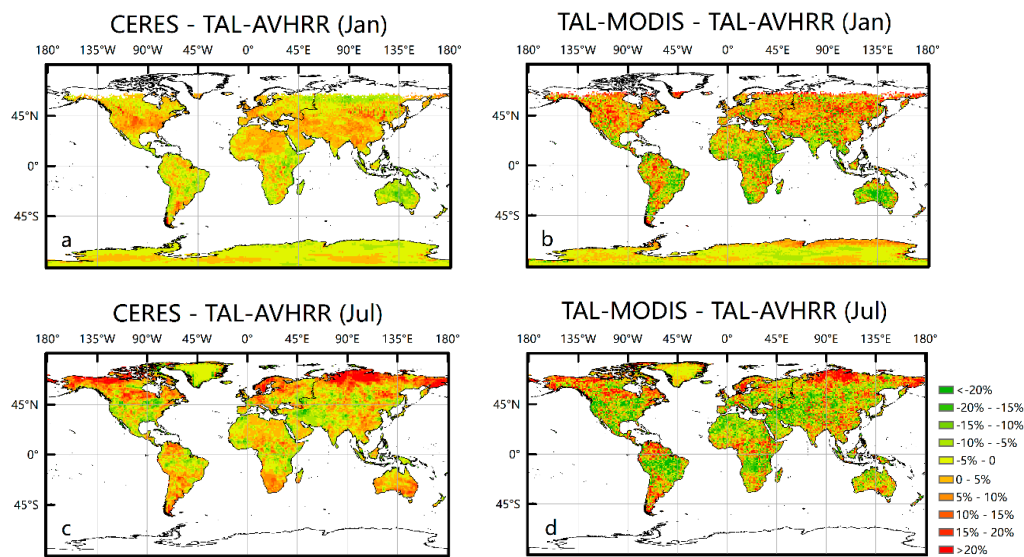 CERES - TAL-AVHRR (Jan)
TAL-MODIS - TAL-AVHRR (Jan)
180° 135°W 90°W 45°W 0° 45°E 90°E 135°E 180°
180° 135°W 90°W 45°W 0° 45°E 90°E 135°E 180°
45°N
45°N
0°
0°
45°S
45°S
a
b
CERES - TAL-AVHRR (Jul)
TAL-MODIS - TAL-AVHRR (Jul)
180° 135°W 90°W 45°W 0° 45°E 90°E 135°E 180°
180° 135°W 90°W 45°W 0° 45°E 90°E 135°E 180°
45°N
45°N
0°
0°
45°S
45°S
c
d
<-20%
-20% - -15%
-15% - -10%
-10% - -5%
-5% - 0
0 - 5%
5% - 10%
10% - 15%
15% - 20%
>20%